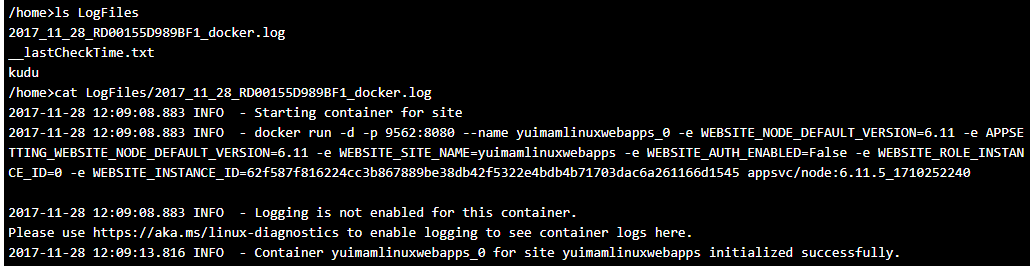 /home>ls LogFiles
2017_11_28_RD00155D989BF1_docker.log
__lastCheckTime.txt
kudu
/home>cat LogFiles/2017_11_28_RD00155D989BF1_docker.log
2017-11-28 12:09:08.883 INFO  - Starting container for site
2017-11-28 12:09:08.883 INFO  - docker run -d -p 9562:8080 --name yuimamlinuxwebapps_0 -e WEBSITE_NODE_DEFAULT_VERSION=6.11 -e APPS
ETTING_WEBSITE_NODE_DEFAULT_VERSION=6.11 -e WEBSITE_SITE_NAME=yuimamlinuxwebapps -e WEBSITE_AUTH_ENABLED=False -e WEBSITE_ROLE_INSTAN
CE_ID=0 -e WEBSITE_INSTANCE_ID=62f587f816224cc3b867889be38db42f5322e4bdb4b71703dac6a261166d1545 appsvc/node:6.11.5_1710252240
2017-11-28 12:09:08.883 INFO  - Logging is not enabled for this container.
Please use https://aka.ms/linux-diagnostics to enable logging to see container logs here.
2017-11-28 12:09:13.816 INFO  - Container yuimamlinuxwebapps_0 for site yuimamlinuxwebapps initialized successfully.